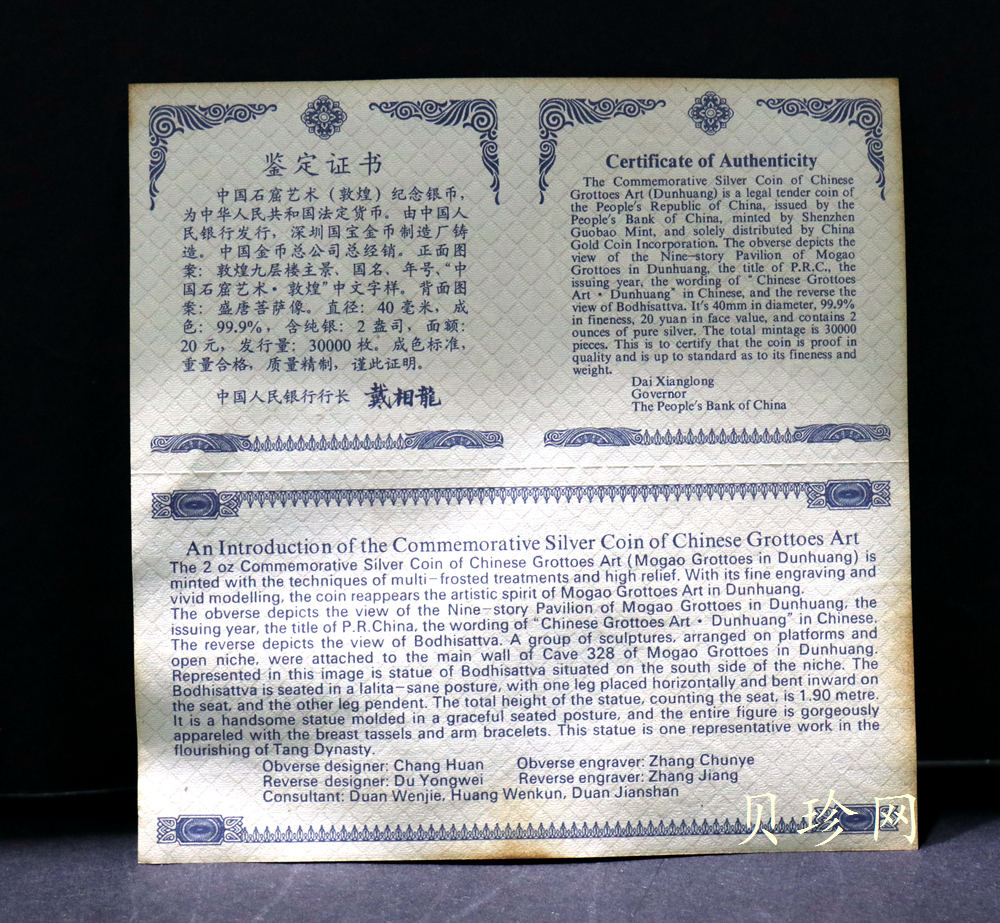 鉴定证书
中国石窟艺术（敦煌）纪念银币，
为中华人民共和国法定货币。由中国人
民银行发行，深圳国宝金币制造厂铸
造。中国金币总公司总经销。正面图
案：敦煌九层楼主景、国名、年号、“中
国石窟艺术·敦煌”中文字样。背面图
案：盛唐菩萨像。直径：40毫米，成
色：99.9%，含纯银：2盎司，面额：
20元，发行量：30000枚。成色标准，
重量合格，质量精制，谨此证明。
中国人民银行行长 戴相龍
Certificate of Authenticity
The Commemorative Silver Coin of Chinese
Grottoes Art (Dunhuang) is a legal tender coin of
the People's Republic of China, issued by the
People's Bank of China, minted by Shenzhen
Guobao Mint, and solely distributed by China
Gold Coin Incorporation. The obverse depicts the
view of the Nine-story Pavilion of Mogao
Grottoes in Dunhuang, the title of P.R.C., the
issuing year, the wording of "Chinese Grottoes
Art · Dunhuang" in Chinese, and the reverse the
view of Bodhisattva. It's 40mm in diameter, 99.9%
in fineness, 20 yuan in face value, and contains 2
ounces of pure silver. The total mintage is 30000
pieces. This is to certify that the coin is proof in
quality and is up to standard as to its fineness and
weight.
Dai Xianglong
Governor
The People's Bank of China
An Introduction of the Commemorative Silver Coin of Chinese Grottoes Art
The 2 oz Commemorative Silver Coin of Chinese Grottoes Art (Mogao Grottoes in Dunhuang) is
minted with the techniques of multi-frosted treatments and high relief. With its fine engraving and
vivid modelling, the coin reappears the artistic spirit of Mogao Grottoes Art in Dunhuang.
The obverse depicts the view of the Nine-story Pavilion of Mogao Grottoes in Dunhuang, the
issuing year, the title of P.R.China, the wording of "Chinese Grottoes Art · Dunhuang" in Chinese.
The reverse depicts the view of Bodhisattva. A group of sculptures, arranged on platforms and
open niche, were attached to the main wall of Cave 328 of Mogao Grottoes in Dunhuang.
Represented in this image is statue of Bodhisattva situated on the south side of the niche. The
Bodhisattva is seated in a lalita-sane posture, with one leg placed horizontally and bent inward on
the seat, and the other leg pendent. The total height of the statue, counting the seat, is 1.90 metre.
It is a handsome statue molded in a graceful seated posture, and the entire figure is gorgeously
appareled with the breast tassels and arm bracelets. This statue is one representative work in the
flourishing of Tang Dynasty.
Obverse designer: Chang Huan Obverse engraver: Zhang Chunye
Reverse designer: Du Yongwei Reverse engraver: Zhang Jiang
Consultant: Duan Wenjie, Huang Wenkun, Duan Jianshan
贝珍网